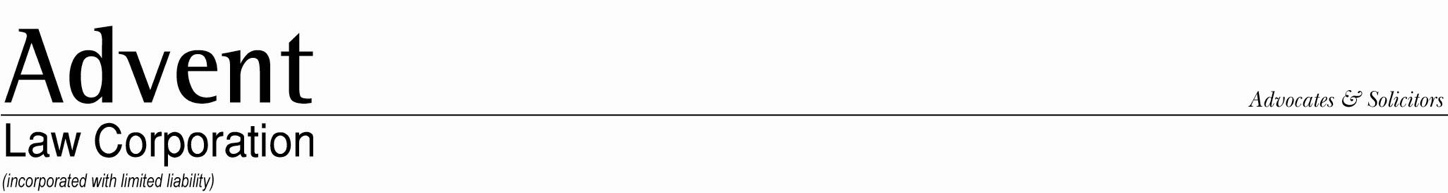 Advent
Advocates & Solicitors
Law Corporation
(incorporated with limited liability)